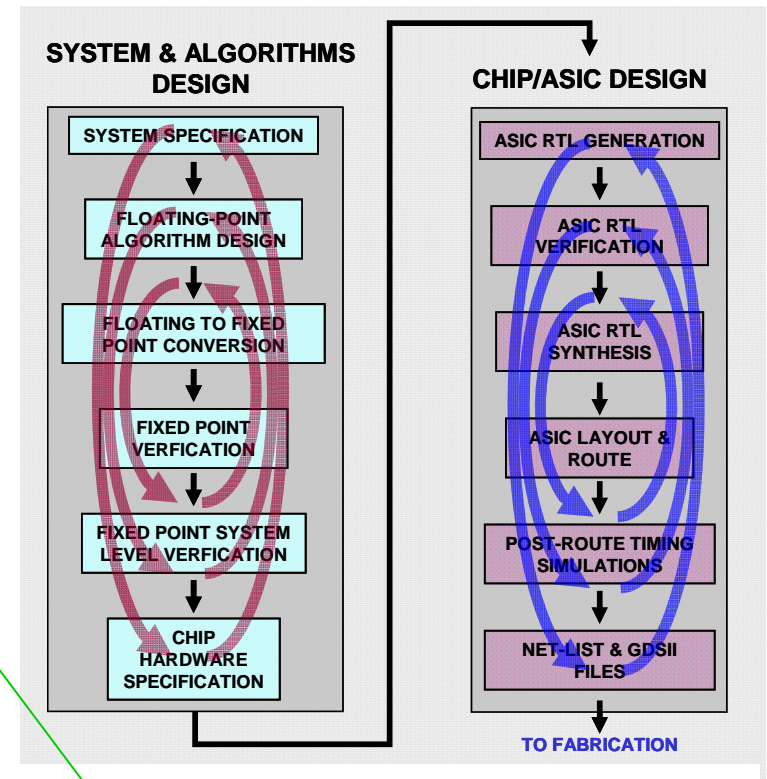 SYSTEM & ALGORITHMS
DESIGN
SYSTEM SPECIFICATION
FLOATING-POINT
ALGORITHM DESIGN
FLOATING TO FIXED
POINT CONVERSION
FIXED POINT
VERFICATION
FIXED POINT SYSTEM
LEVEL VERFICATION
CHIP
HARDWARE
SPECIFICATION
CHIP/ASIC DESIGN
ASIC RTL GENERATION
ASIC RTL
VERIFICATION
ASIC RTL
SYNTHESIS
ASIC LAYOUT &
ROUTE
POST-ROUTE TIMING
SIMULATIONS
NET-LIST & GDSII
FILES
TO FABRICATION